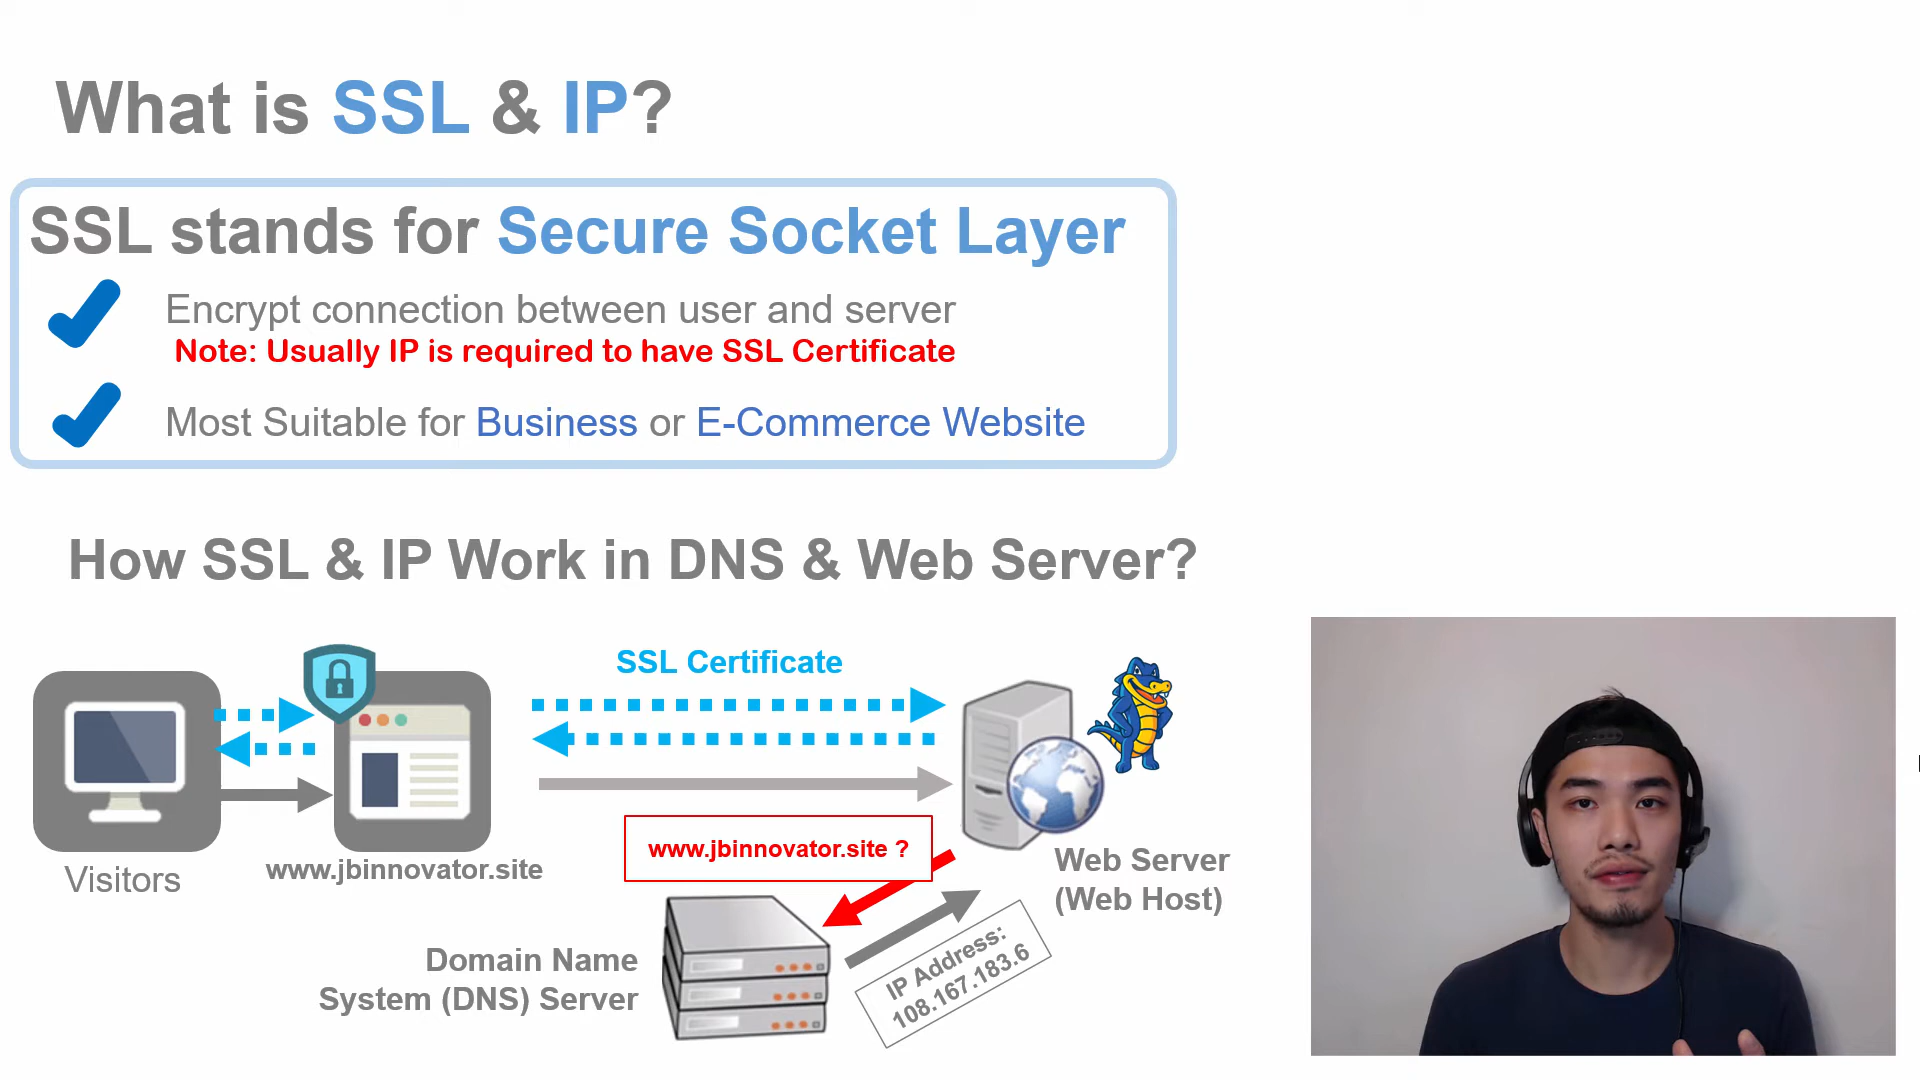 What is SSL & IP?
SSL stands for Secure Socket Layer
Encrypt connection between user and server
Note: Usually IP is required to have SSL Certificate
Most Suitable for Business or E-Commerce Website
How SSL & IP Work in DNS & Web Server?
SSL Certificate
Visitors
www.jbinnovator.site
www.jbinnovator.site ?
Web Server
(Web Host)
Domain Name
System (DNS) Server
IP Address:
108.167.183.6